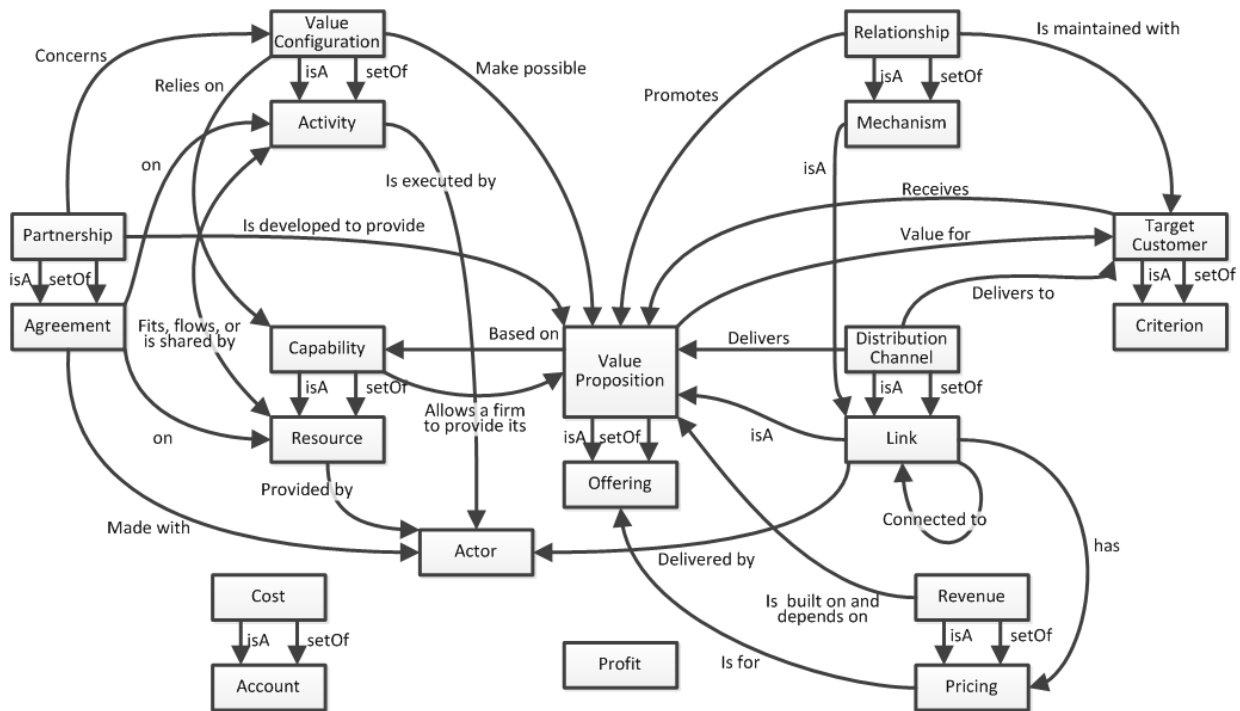 Value
Configuration
Relationship
Concerns
Is maintained with
isA
setOf
Make possible
isA
setOf
Relies on
Promotes
Activity
Mechanism
on
isA
Is executed by
Receives
Partnership
Is developed to provide
Value for
Target
Customer
isA
setOf
isA
setOf
Delivers to
Agreement
Fits, flows, or
is shared by
Capability
Based on
Value
Proposition
Delivers
Distribution
Channel
Criterion
isA
setOf
isA
setOf
Allows a firm
to provide its
on
Resource
isA
setOf
isA
Link
Provided by
Offering
Connected to
Made with
Actor
Delivered by
has
Cost
Is built on and
depends on
Revenue
isA
setOf
isA
setOf
Profit
Is for
Account
Pricing